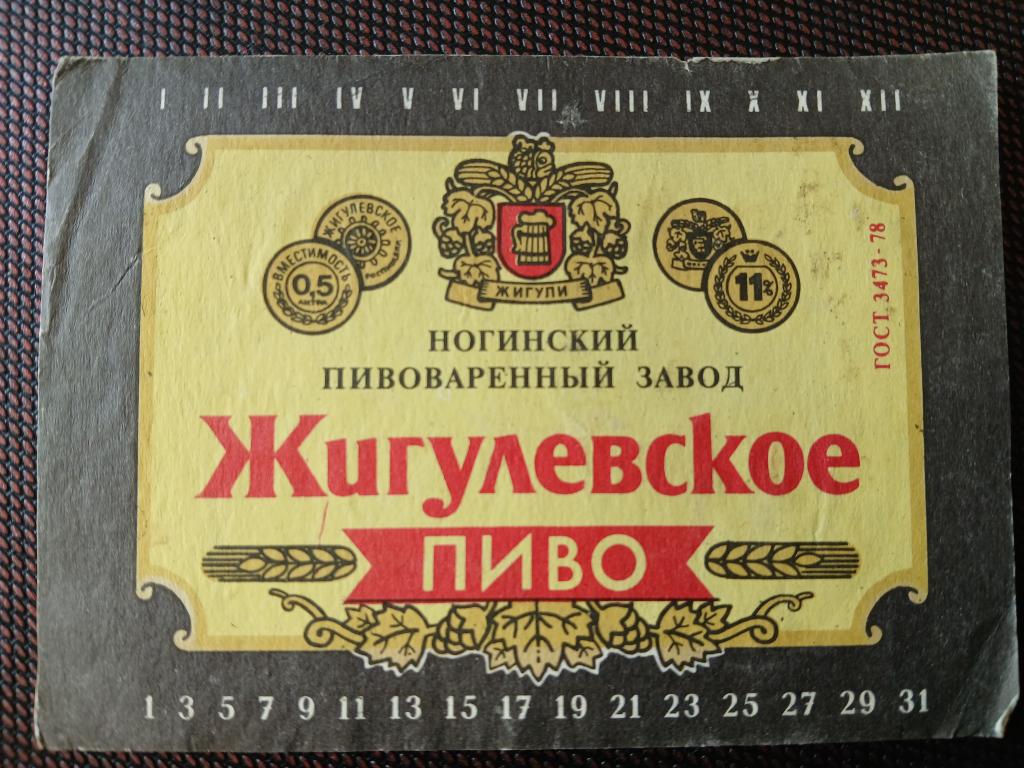 I II III IV V VI VII VIII IX X XI XII
ЖИГУЛЕВСКОЕ
ВМЕСТИМОСТЬ
0,5
ЛИТРА
ЖИГУЛИ
11%
ГОСТ 3473-78
НОГИНСКИЙ
ПИВОВАРЕННЫЙ ЗАВОД
Жигулевское
ПИВО
1 3 5 7 9 11 13 15 17 19 21 23 25 27 29 31